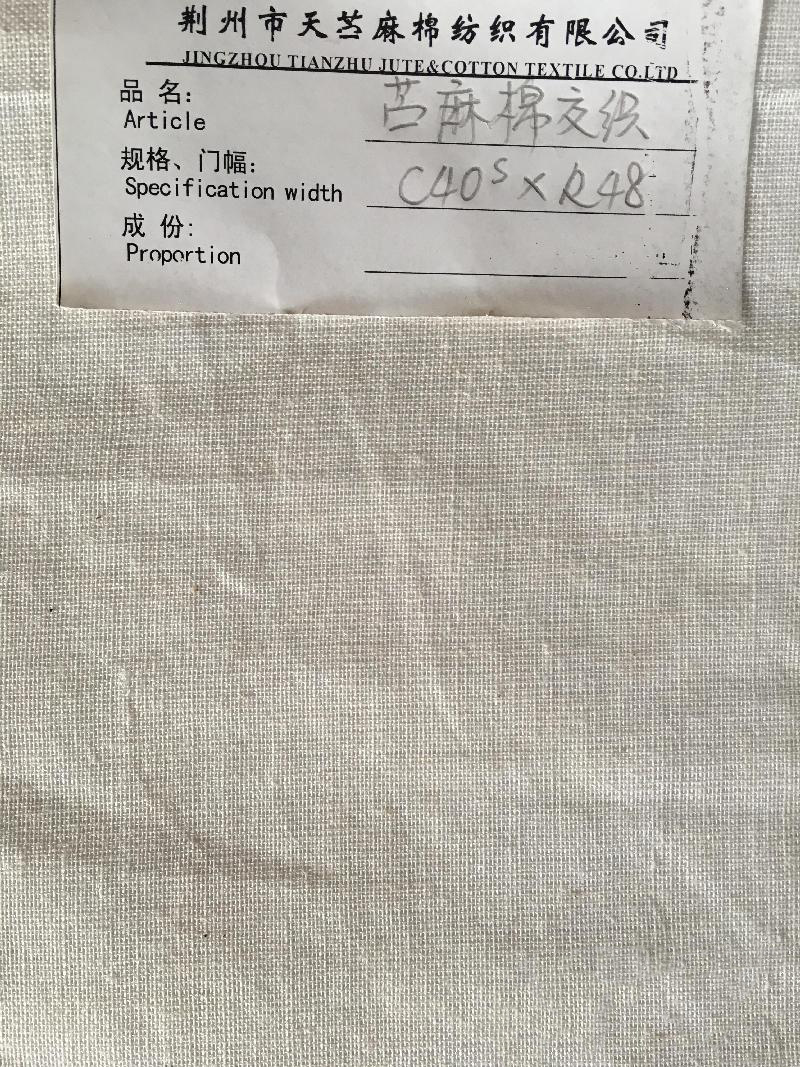 荆州市天苎麻棉纺织有限公司
JINGZHOU TIANZHU JUTE&COTTON TEXTILE CO.LTD
品 名: 苎麻棉交织
Article
规格、门幅: C40S×R48
Specification width
成 份:
Proportion